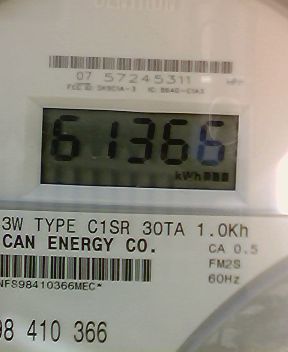 CENTRON
07 57245311
61366
kWh
3W TYPE C1SR 30TA 1.0Kh
CAN ENERGY CO.
CA 0.5
FM2S
60Hz
NFS98410366MEC*
98 410 366